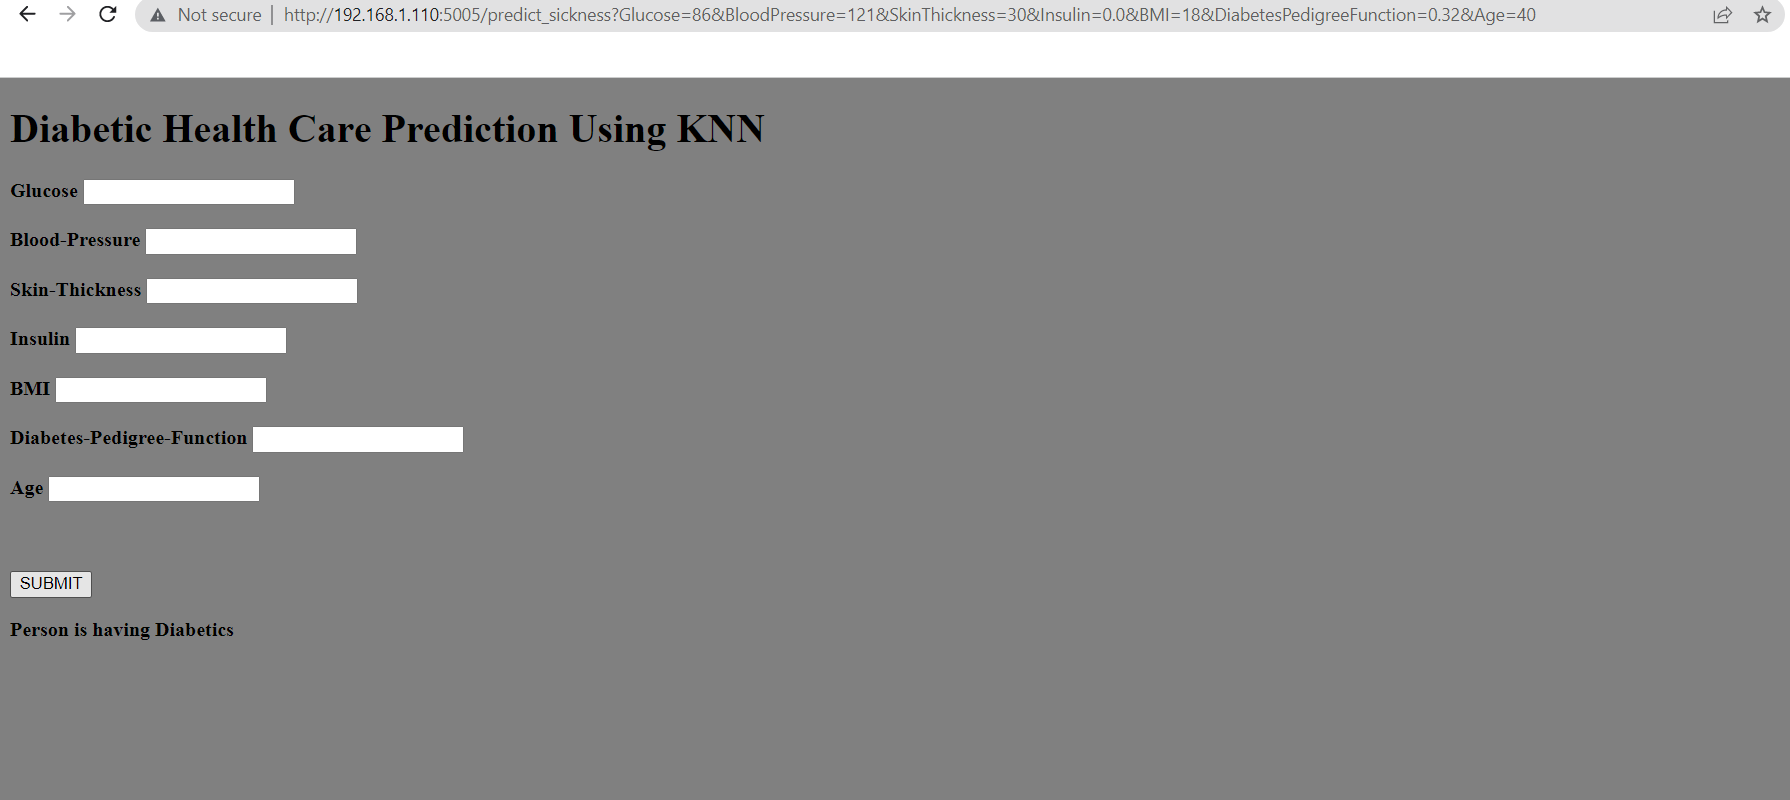 Not secure | http://192.168.1.110:5005/predict_sickness?Glucose=86&BloodPressure=121&SkinThickness=30&Insulin=0.0&BMI=18&DiabetesPedigreeFunction=0.32&Age=40
Diabetic Health Care Prediction Using KNN
Glucose
Blood-Pressure
Skin-Thickness
Insulin
BMI
Diabetes-Pedigree-Function
Age
SUBMIT
Person is having Diabetics